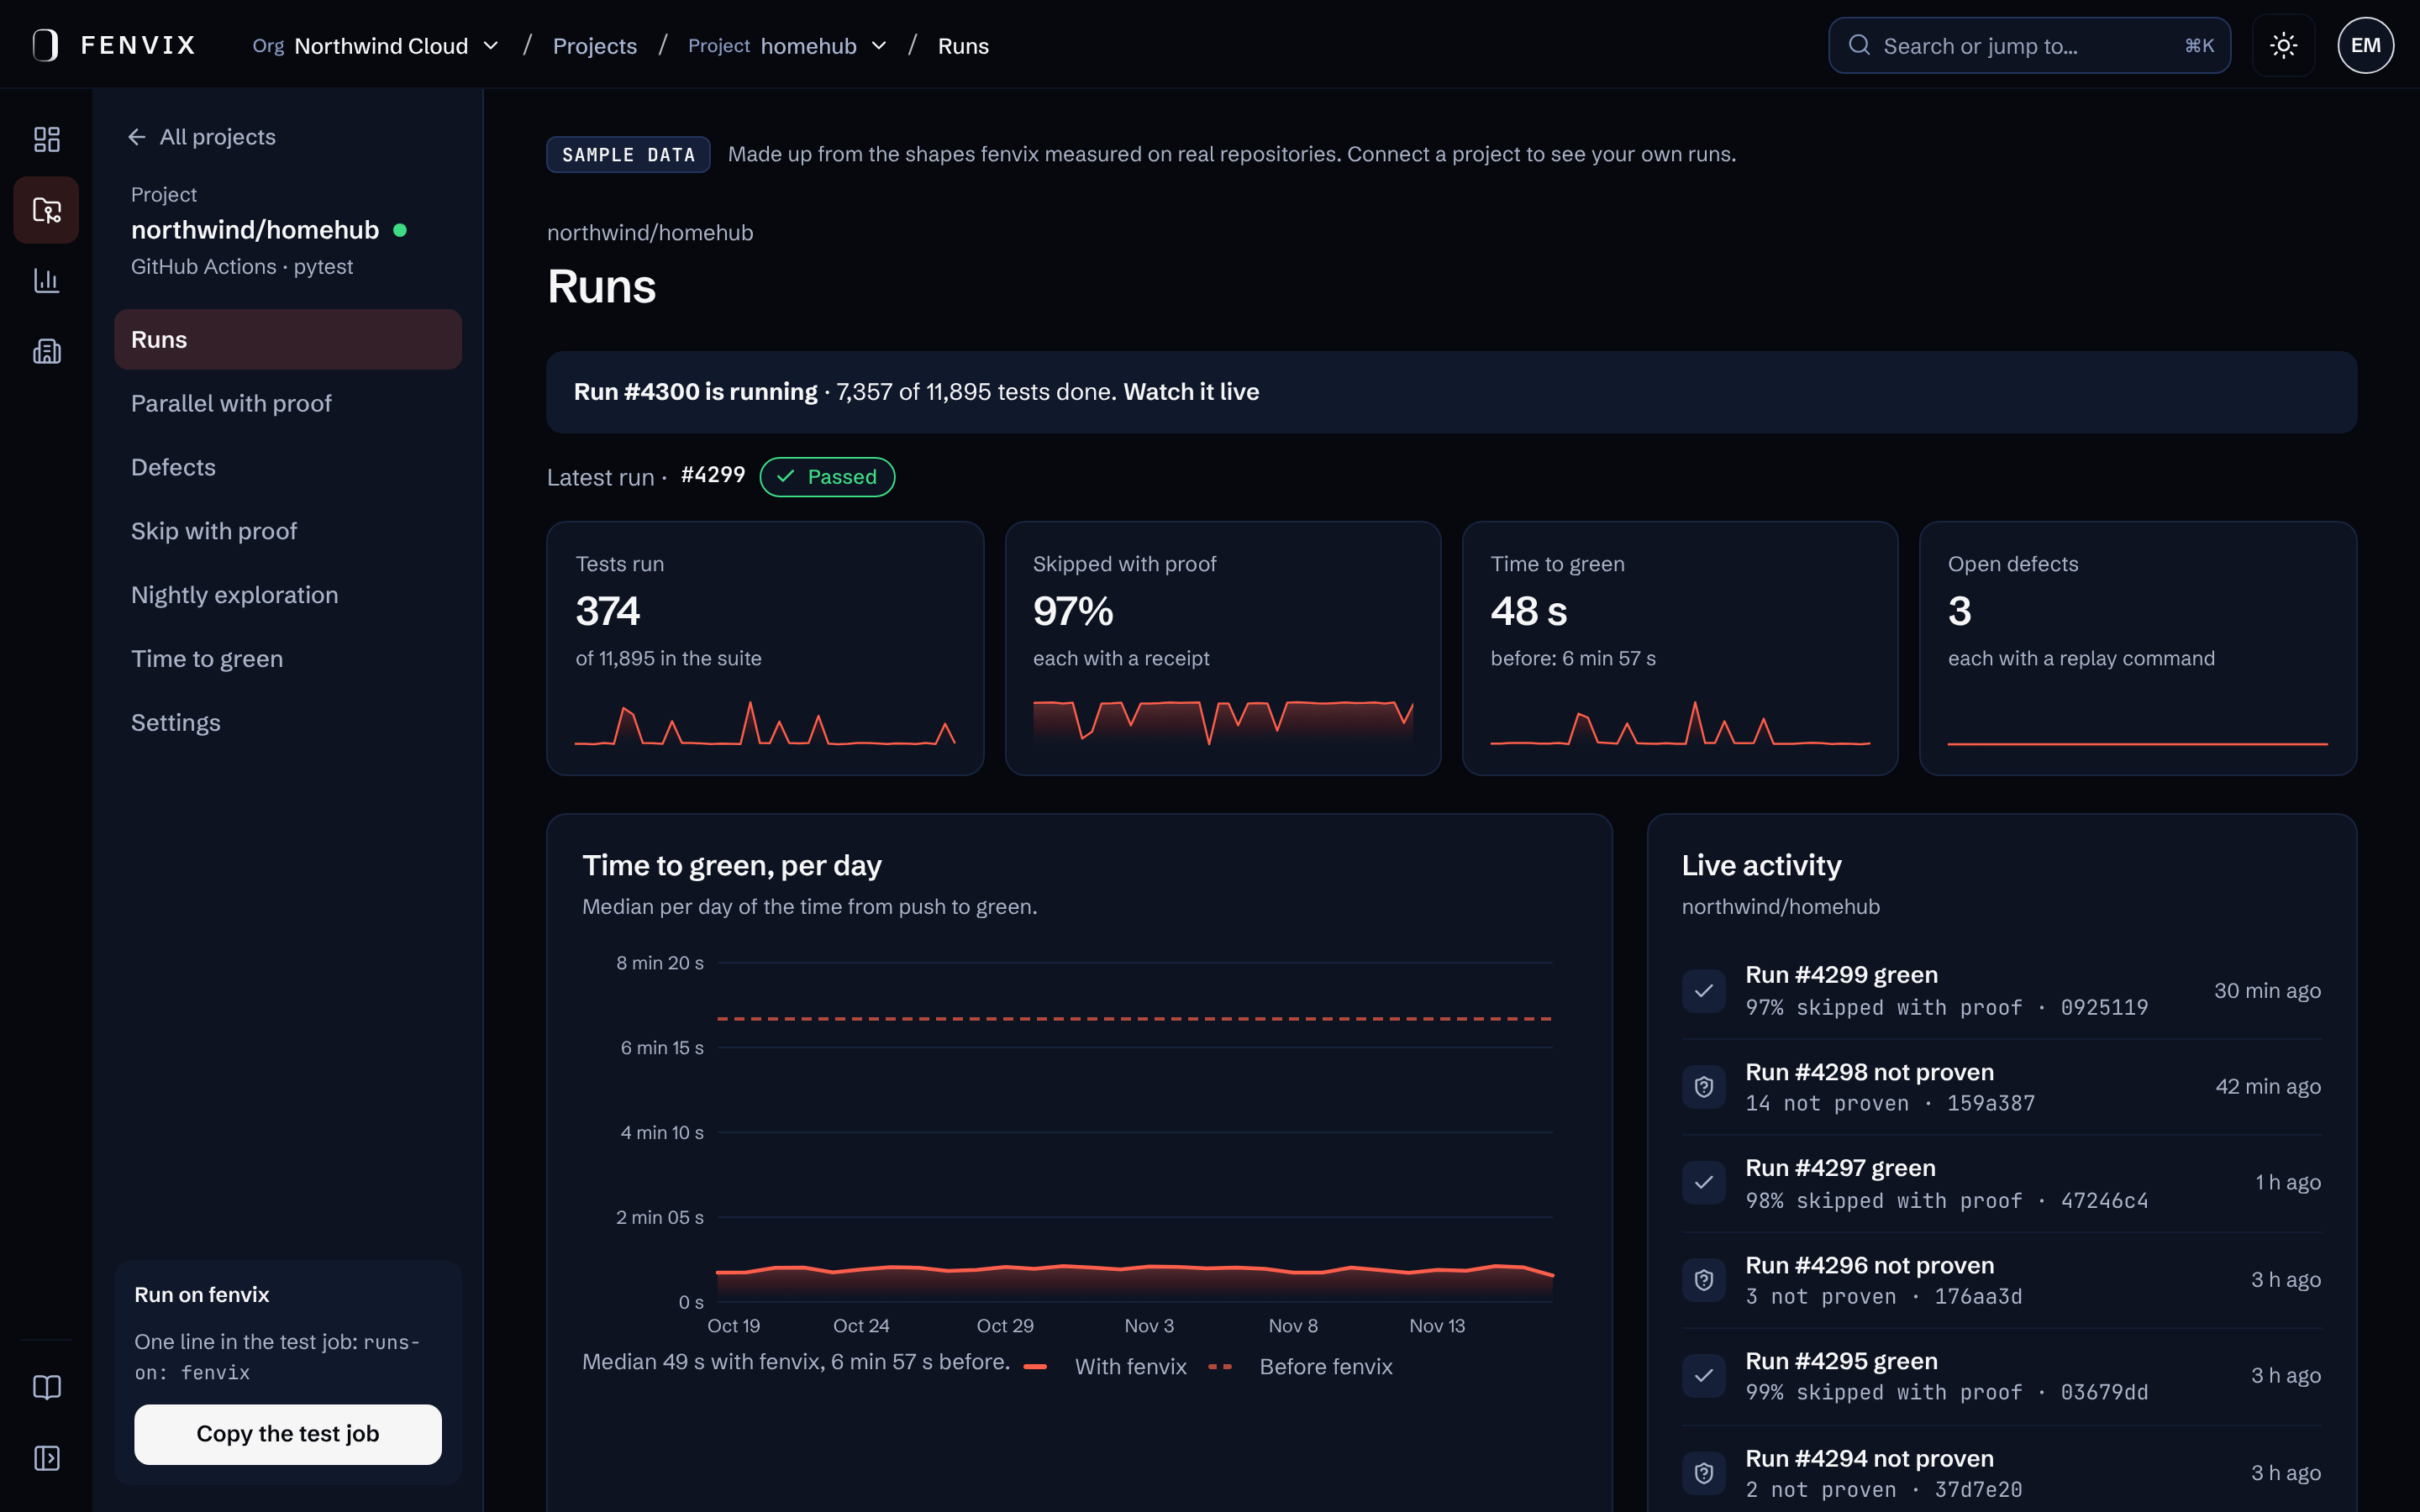 FENVIX
Org Northwind Cloud / Projects / Project homehub / Runs
Search or jump to... ⌘K
EM
All projects
Project
northwind/homehub
GitHub Actions · pytest
Runs
Parallel with proof
Defects
Skip with proof
Nightly exploration
Time to green
Settings
Run on fenvix
One line in the test job: runs-
on: fenvix
Copy the test job
SAMPLE DATA Made up from the shapes fenvix measured on real repositories. Connect a project to see your own runs.
northwind/homehub
Runs
Run #4300 is running · 7,357 of 11,895 tests done. Watch it live
Latest run · #4299 Passed
Tests run
374
of 11,895 in the suite
Skipped with proof
97%
each with a receipt
Time to green
48 s
before: 6 min 57 s
Open defects
3
each with a replay command
Time to green, per day
Median per day of the time from push to green.
8 min 20 s
6 min 15 s
4 min 10 s
2 min 05 s
0 s
Oct 19 Oct 24 Oct 29 Nov 3 Nov 8 Nov 13
Median 49 s with fenvix, 6 min 57 s before. With fenvix Before fenvix
Live activity
northwind/homehub
Run #4299 green
97% skipped with proof · 0925119
30 min ago
Run #4298 not proven
14 not proven · 159a387
42 min ago
Run #4297 green
98% skipped with proof · 47246c4
1 h ago
Run #4296 not proven
3 not proven · 176aa3d
3 h ago
Run #4295 green
99% skipped with proof · 03679dd
3 h ago
Run #4294 not proven
2 not proven · 37d7e20
3 h ago